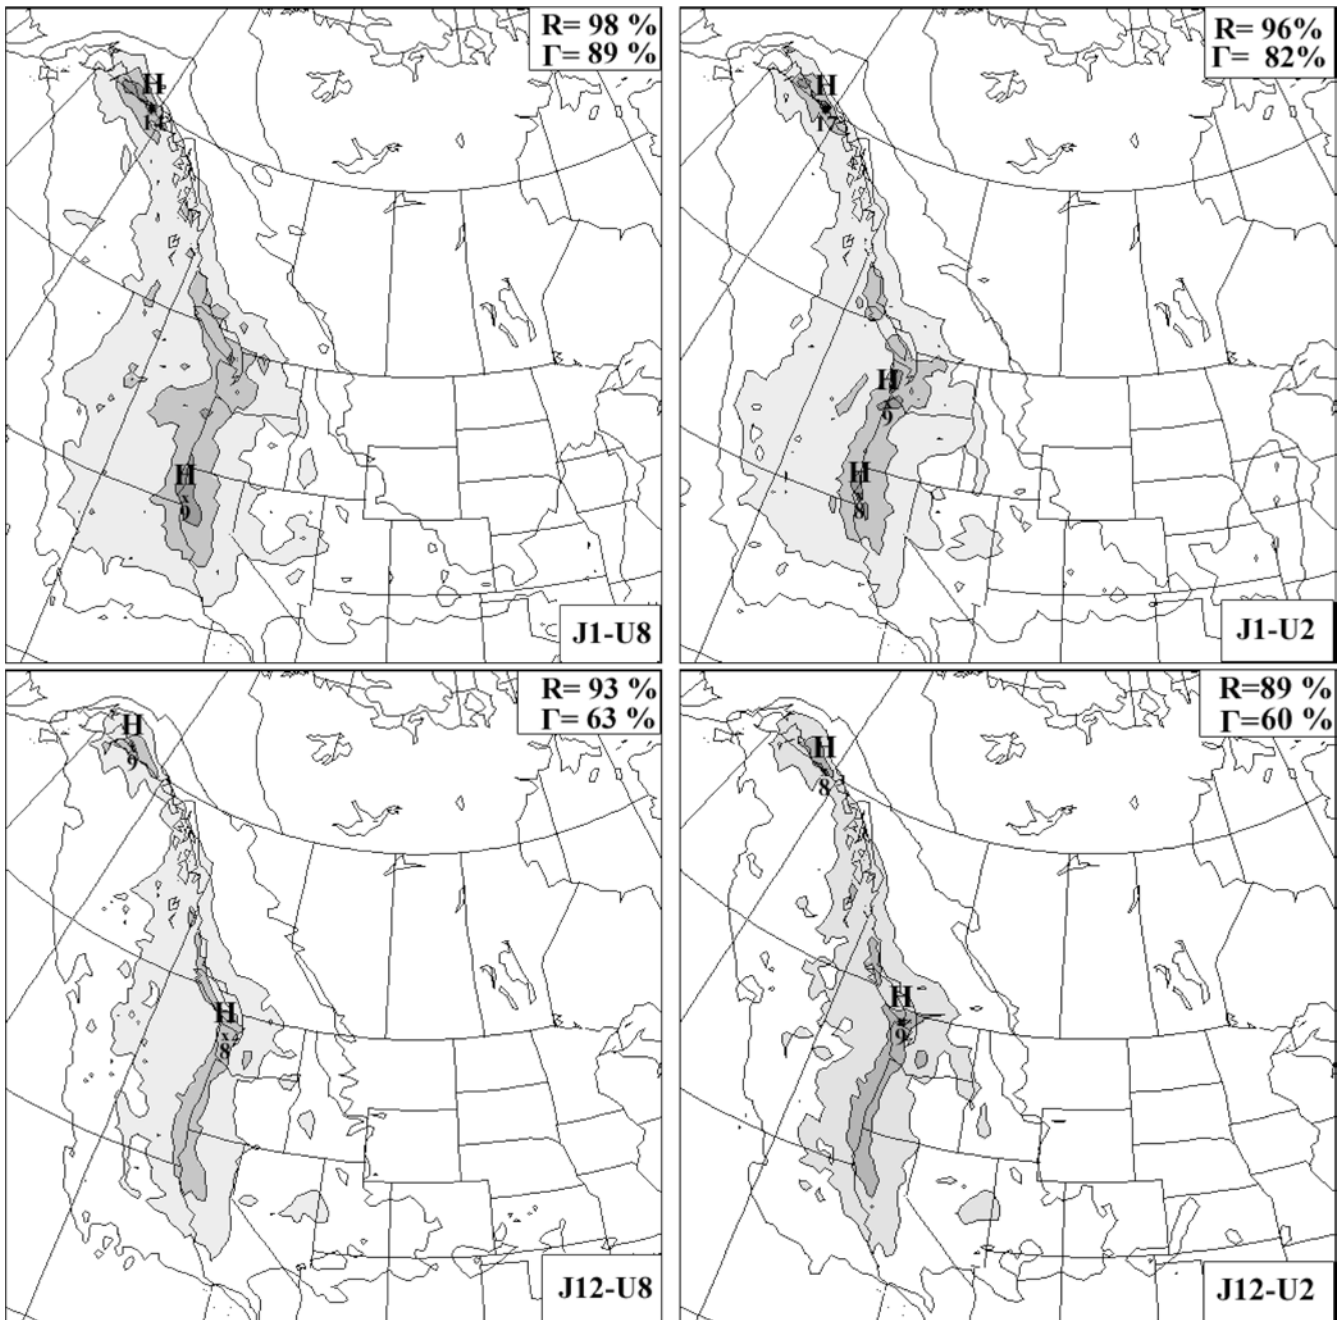 R= 98 %
Γ= 89 %
H
14
H
9
J1-U8
R= 96%
Γ= 82%
H
17
H
9
H
8
J1-U2
R= 93 %
Γ= 63 %
H
9
H
8
J12-U8
R=89 %
Γ=60 %
H
8
H
9
J12-U2